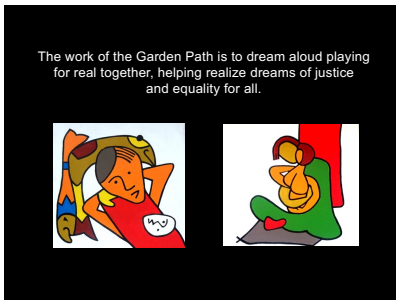 The work of the Garden Path is to dream aloud playing
for real together, helping realize dreams of justice
and equality for all.